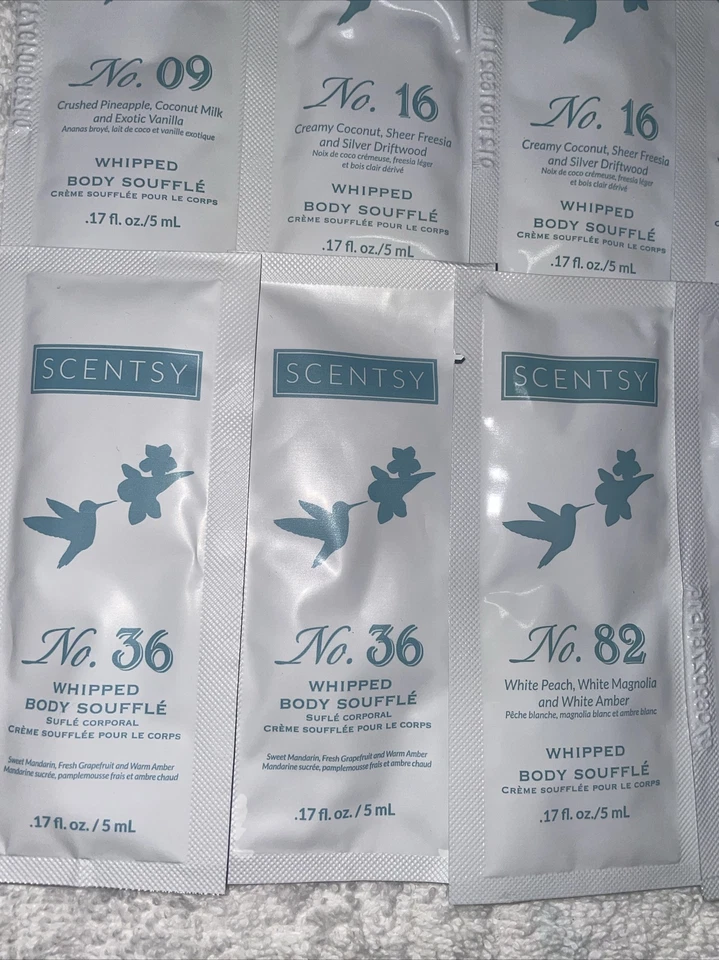 No. 09
Crushed Pineapple, Coconut Milk
and Exotic Vanilla
Ananas broyé, lait de coco et vanille exotique
WHIPPED
BODY SOUFFLÉ
CRÈME SOUFFLÉE POUR LE CORPS
.17 fl. oz./5 mL
No. 16
Creamy Coconut, Sheer Freesia
and Silver Driftwood
Noix de coco crémeuse, freesia léger
et bois clair dérivé
WHIPPED
BODY SOUFFLÉ
CRÈME SOUFFLÉE POUR LE CORPS
.17 fl. oz./5 mL
No. 16
Creamy Coconut, Sheer Freesia
and Silver Driftwood
Noix de coco crémeuse, freesia léger
et bois clair dérivé
WHIPPED
BODY SOUFFLÉ
CRÈME SOUFFLÉE POUR LE CORPS
.17 fl. oz./5 mL
SCENTSY
No. 36
WHIPPED
BODY SOUFFLÉ
SUFLÉ CORPORAL
CRÈME SOUFFLÉE POUR LE CORPS
Sweet Mandarin, Fresh Grapefruit and Warm Amber
Mandarine sucrée, pamplemousse frais et ambre chaud
.17 fl. oz. / 5 mL
SCENTSY
No. 36
WHIPPED
BODY SOUFFLÉ
SUFLÉ CORPORAL
CRÈME SOUFFLÉE POUR LE CORPS
Sweet Mandarin, Fresh Grapefruit and Warm Amber
Mandarine sucrée, pamplemousse frais et ambre chaud
.17 fl. oz. / 5 mL
SCENTSY
No. 82
White Peach, White Magnolia
and White Amber
Pêche blanche, magnolia blanc et ambre blanc
WHIPPED
BODY SOUFFLÉ
CRÈME SOUFFLÉE POUR LE CORPS
.17 fl. oz./5 mL